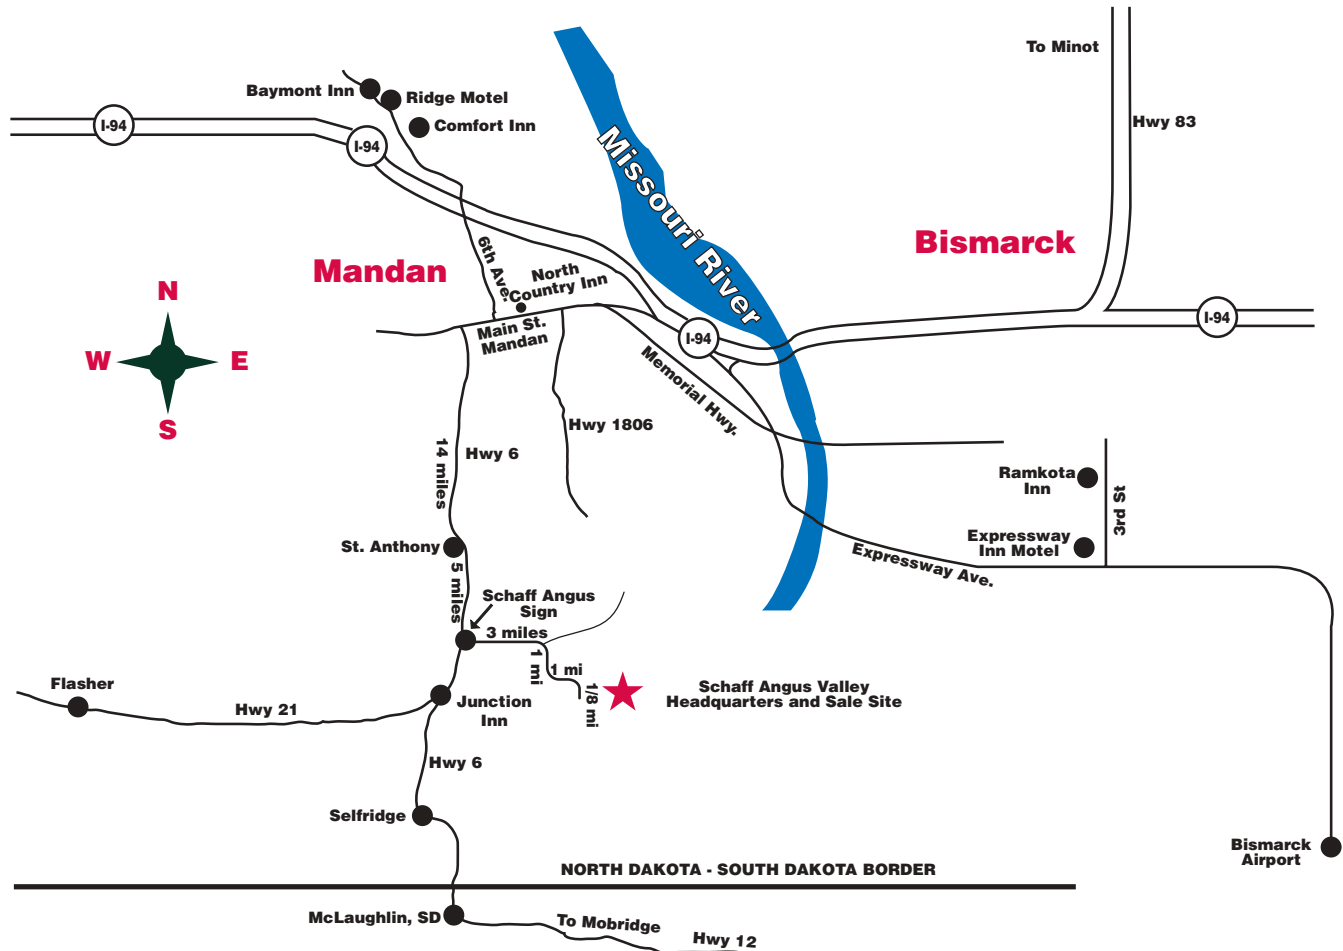 To Minot
Baymont Inn
Ridge Motel
Comfort Inn
I-94
I-94
Hwy 83
Missouri River
Bismarck
Mandan
6th Ave.
North
Country Inn
N
W
E
S
Main St.
Mandan
I-94
I-94
Memorial Hwy.
Hwy 1806
14 miles
Hwy 6
Ramkota
Inn
3rd St
Expressway
Inn Motel
St. Anthony
Expressway Ave.
5 miles
Schaff Angus
Sign
3 miles
1 mi
1 mi
1/8 mi
Schaff Angus Valley
Headquarters and Sale Site
Flasher
Hwy 21
Junction
Inn
Hwy 6
Selfridge
Bismarck
Airport
NORTH DAKOTA - SOUTH DAKOTA BORDER
McLaughlin, SD
To Mobridge
Hwy 12